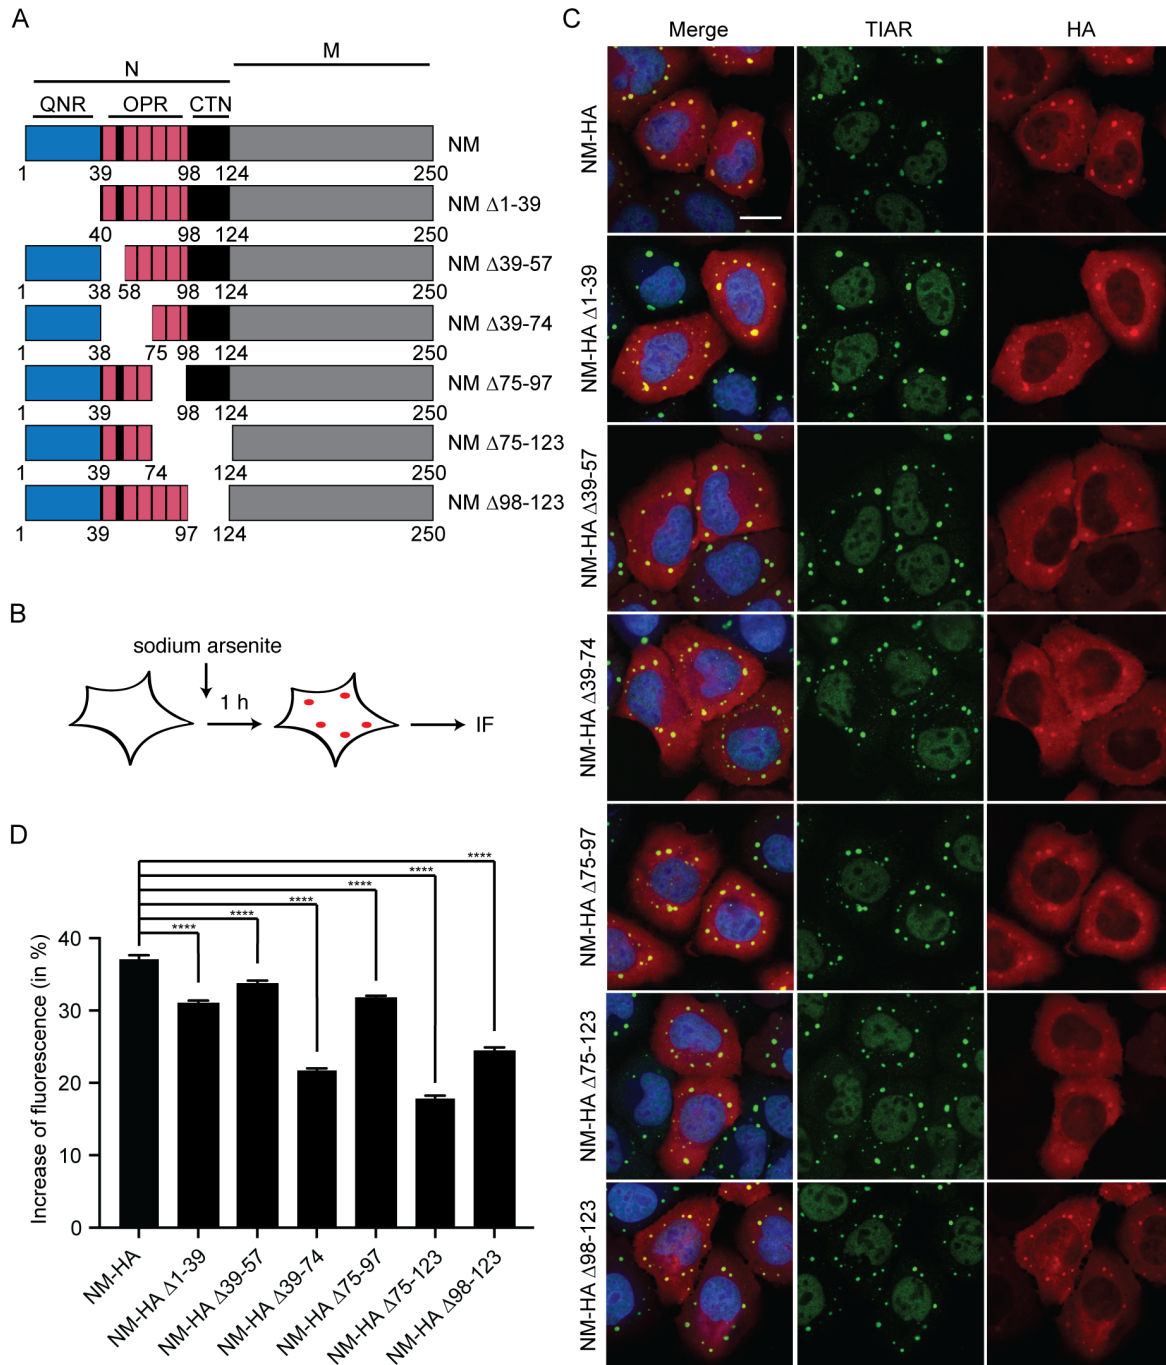 A
N
M
QNR OPR CTN
NM
1 39 98 124 250
NM Δ1-39
40 98 124 250
NM Δ39-57
1 38 58 98 124 250
NM Δ39-74
1 38 75 98 124 250
NM Δ75-97
1 39 98 124 250
NM Δ75-123
1 39 74 124 250
NM Δ98-123
1 39 97 124 250
B
sodium arsenite
1 h
IF
C
Merge TIAR HA
NM-HA
NM-HA Δ1-39
NM-HA Δ39-57
NM-HA Δ39-74
NM-HA Δ75-97
NM-HA Δ75-123
NM-HA Δ98-123
D
****
****
****
****
****
****
Increase of fluorescence (in %)
40
30
20
10
0
NM-HA
NM-HA Δ1-39
NM-HA Δ39-57
NM-HA Δ39-74
NM-HA Δ75-97
NM-HA Δ75-123
NM-HA Δ98-123